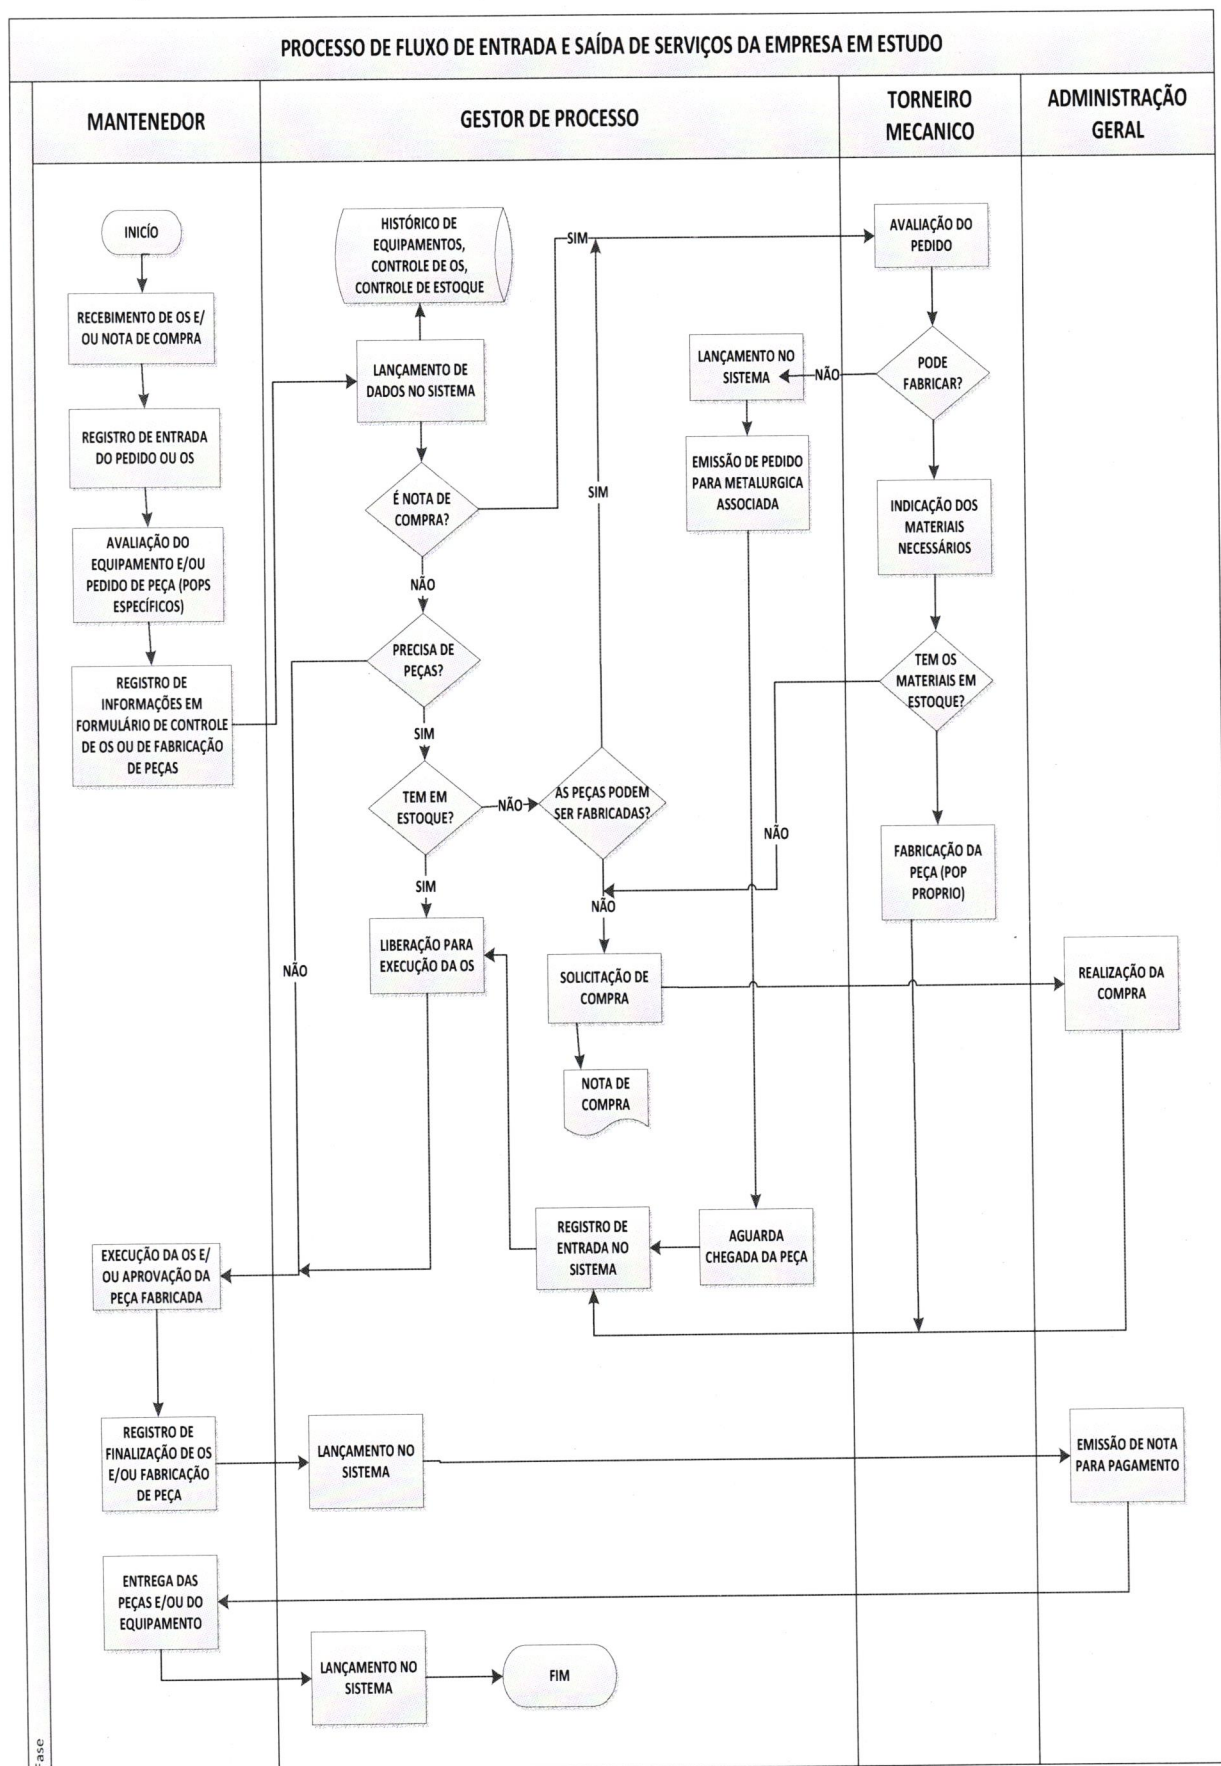 PROCESSO DE FLUXO DE ENTRADA E SAÍDA DE SERVIÇOS DA EMPRESA EM ESTUDO
MANTENEDOR
GESTOR DE PROCESSO
TORNEIRO
MECANICO
ADMINISTRAÇÃO
GERAL
INICÍO
RECEBIMENTO DE OS E/
OU NOTA DE COMPRA
REGISTRO DE ENTRADA
DO PEDIDO OU OS
AVALIAÇÃO DO
EQUIPAMENTO E/OU
PEDIDO DE PEÇA (POPS
ESPECÍFICOS)
REGISTRO DE
INFORMAÇÕES EM
FORMULÁRIO DE CONTROLE
DE OS OU DE FABRICAÇÃO
DE PEÇAS
HISTÓRICO DE
EQUIPAMENTOS,
CONTROLE DE OS,
CONTROLE DE ESTOQUE
LANÇAMENTO DE
DADOS NO SISTEMA
É NOTA DE
COMPRA?
SIM
NÃO
PRECISA DE
PEÇAS?
NÃO
SIM
TEM EM
ESTOQUE?
NÃO
AS PEÇAS PODEM
SER FABRICADAS?
SIM
NÃO
SIM
LIBERAÇÃO PARA
EXECUÇÃO DA OS
SOLICITAÇÃO DE
COMPRA
NOTA DE
COMPRA
AVALIAÇÃO DO
PEDIDO
PODE
FABRICAR?
NÃO
LANÇAMENTO NO
SISTEMA
EMISSÃO DE PEDIDO
PARA METALURGICA
ASSOCIADA
INDICAÇÃO DOS
MATERIAIS
NECESSÁRIOS
TEM OS
MATERIAIS EM
ESTOQUE?
NÃO
FABRICAÇÃO DA
PEÇA (POP
PROPRIO)
REALIZAÇÃO DA
COMPRA
AGUARDA
CHEGADA DA PEÇA
REGISTRO DE
ENTRADA NO
SISTEMA
EXECUÇÃO DA OS E/
OU APROVAÇÃO DA
PEÇA FABRICADA
REGISTRO DE
FINALIZAÇÃO DE OS
E/OU FABRICAÇÃO
DE PEÇA
LANÇAMENTO NO
SISTEMA
EMISSÃO DE NOTA
PARA PAGAMENTO
ENTREGA DAS
PEÇAS E/OU DO
EQUIPAMENTO
LANÇAMENTO NO
SISTEMA
FIM
Fase